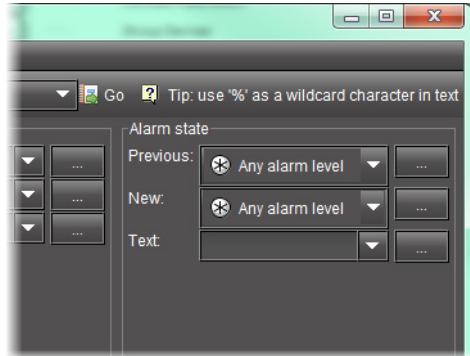 Go Tip: use '%' as a wildcard character in text
Alarm state
Previous: Any alarm level ...
... New: Any alarm level ...
... Text: ...
...